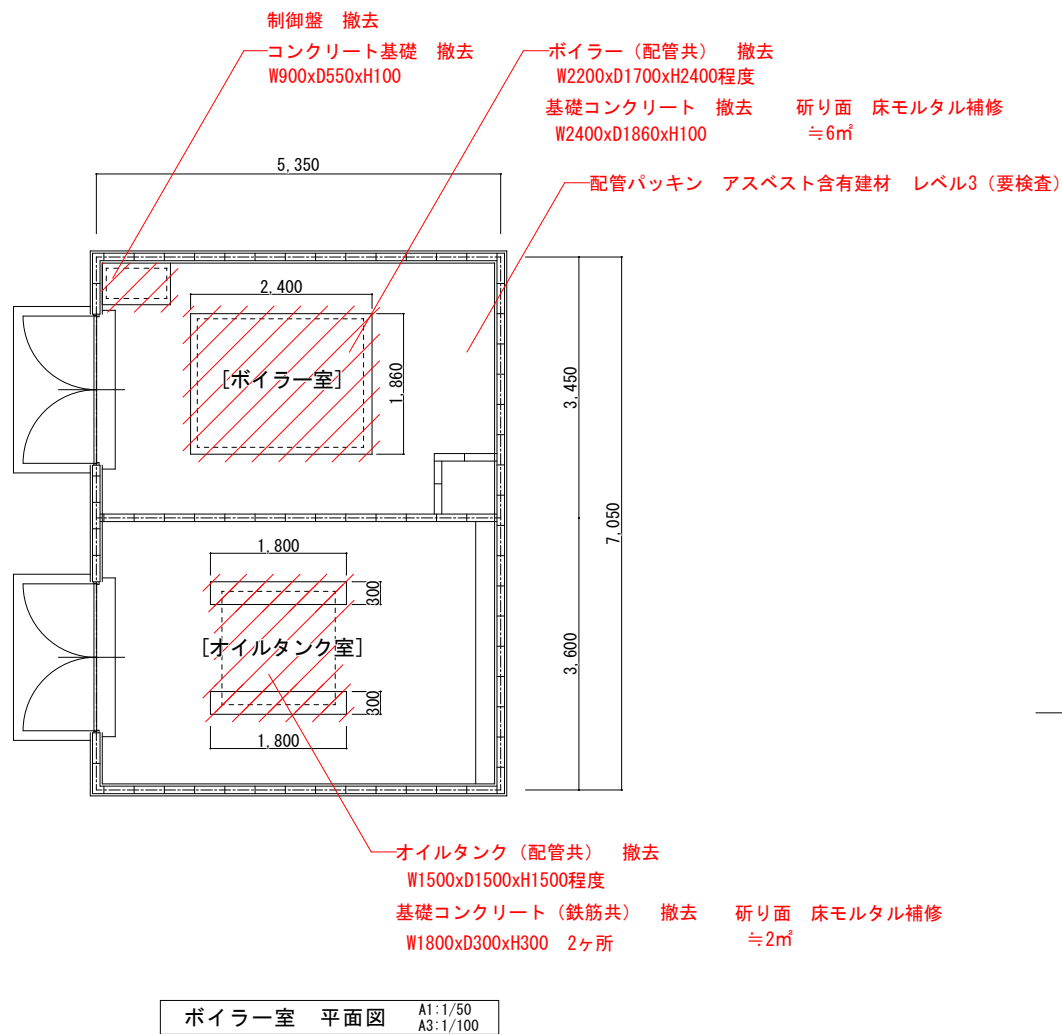 制御盤　撤去
コンクリート基礎　撤去
W900xD550xH100
ボイラー（配管共）　撤去
W2200xD1700xH2400程度
基礎コンクリート　撤去　　斫り面　床モルタル補修
W2400xD1860xH100　　≒6㎡
配管パッキン　アスベスト含有建材　レベル3（要検査）
5,350
2,400
[ボイラー室]
1,860
3,450
7,050
1,800
300
[オイルタンク室]
3,600
300
1,800
オイルタンク（配管共）　撤去
W1500xD1500xH1500程度
基礎コンクリート（鉄筋共）　撤去　　斫り面　床モルタル補修
W1800xD300xH300　2ヶ所　　≒2㎡
ボイラー室　平面図　A1:1/50
A3:1/100